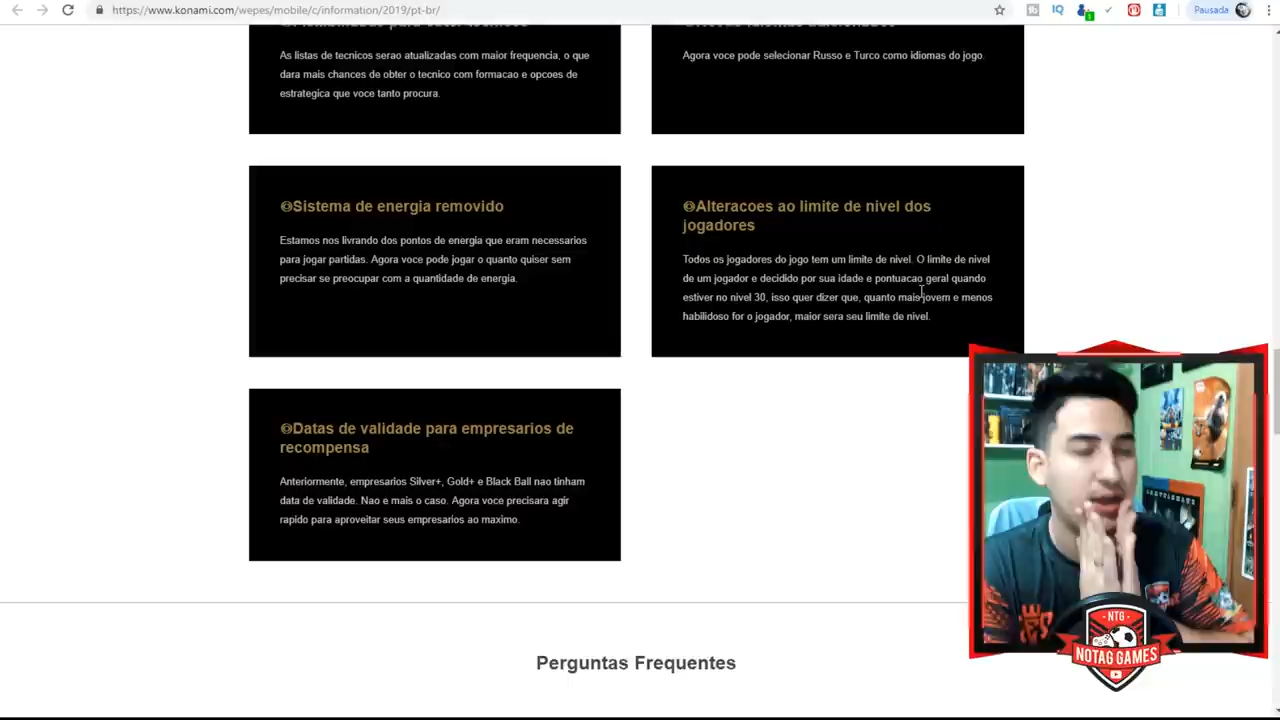 https://www.konami.com/wepes/mobile/c/information/2019/pt-br/
IQ
1
Pausada
As listas de tecnicos serao atualizadas com maior frequencia, o que
dara mais chances de obter o tecnico com formacao e opcoes de
estrategica que voce tanto procura.
Agora voce pode selecionar Russo e Turco como idiomas do jogo.
Sistema de energia removido
Estamos nos livrando dos pontos de energia que eram necessarios
para jogar partidas. Agora voce pode jogar o quanto quiser sem
precisar se preocupar com a quantidade de energia.
Alteracoes ao limite de nivel dos
jogadores
Todos os jogadores do jogo tem um limite de nivel. O limite de nivel
de um jogador e decidido por sua idade e pontuacao geral quando
estiver no nivel 30, isso quer dizer que, quanto mais jovem e menos
habilidoso for o jogador, maior sera seu limite de nivel.
Datas de validade para empresarios de
recompensa
Anteriormente, empresarios Silver+, Gold+ e Black Ball nao tinham
data de validade. Nao e mais o caso. Agora voce precisara agir
rapido para aproveitar seus empresarios ao maximo.
Perguntas Frequentes
NTG
NOTAG GAMES